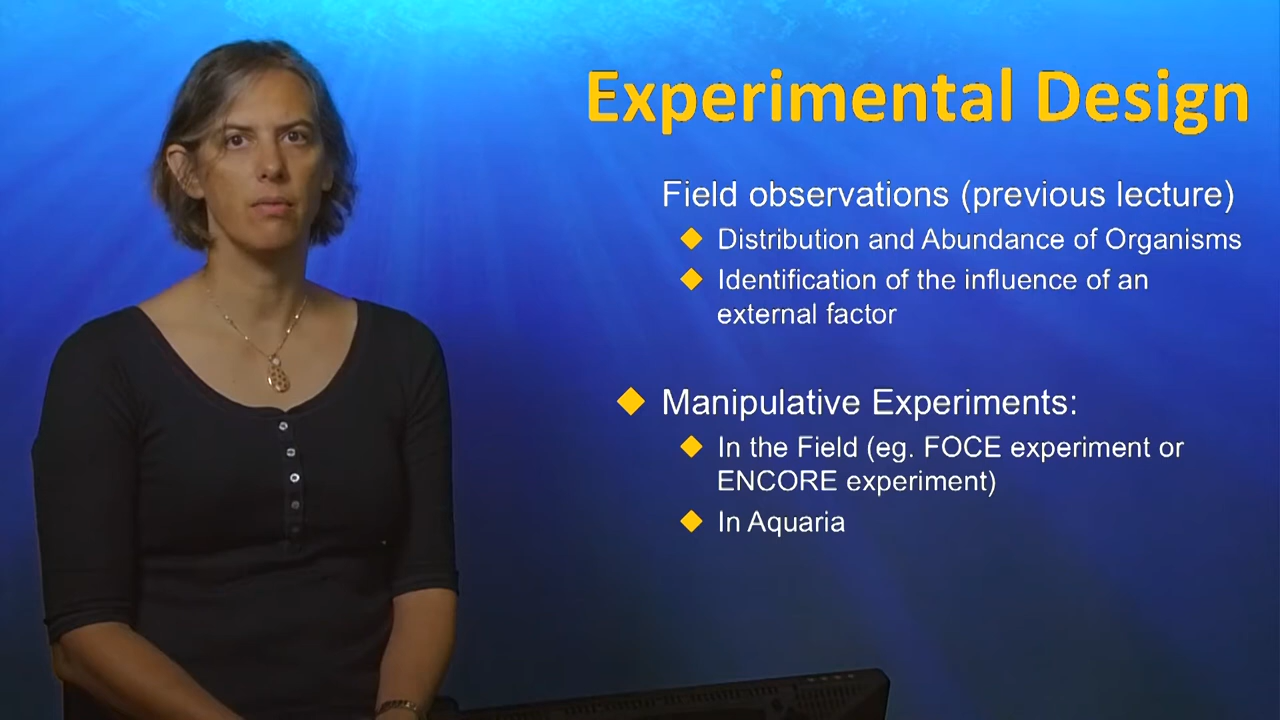 Experimental Design
Field observations (previous lecture)
Distribution and Abundance of Organisms
Identification of the influence of an
external factor
Manipulative Experiments:
In the Field (eg. FOCE experiment or
ENCORE experiment)
In Aquaria